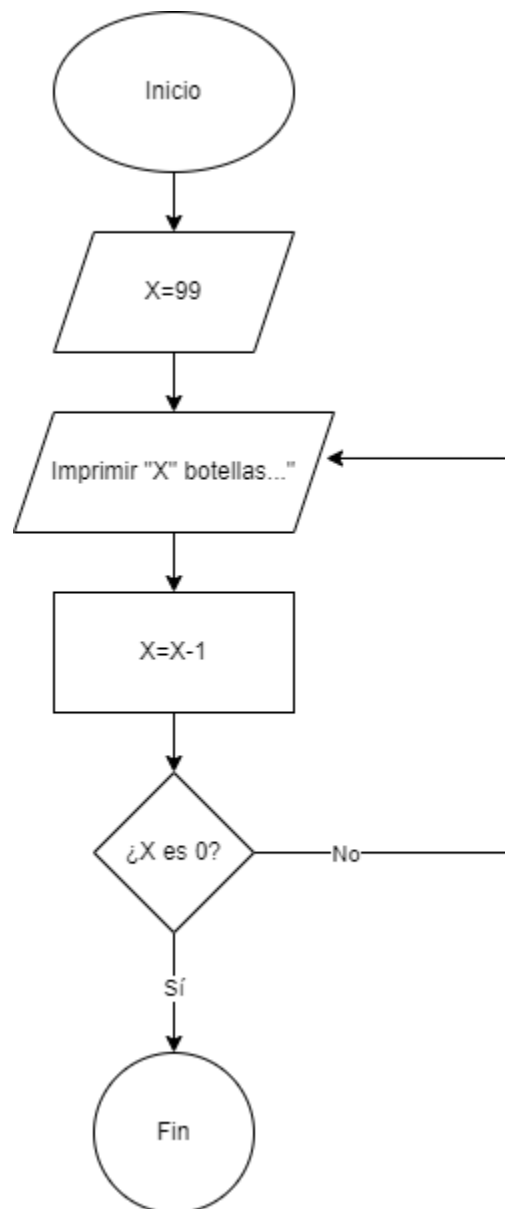 Inicio
X=99
Imprimir "X" botellas..."
X=X-1
¿X es 0?
No
Sí
Fin